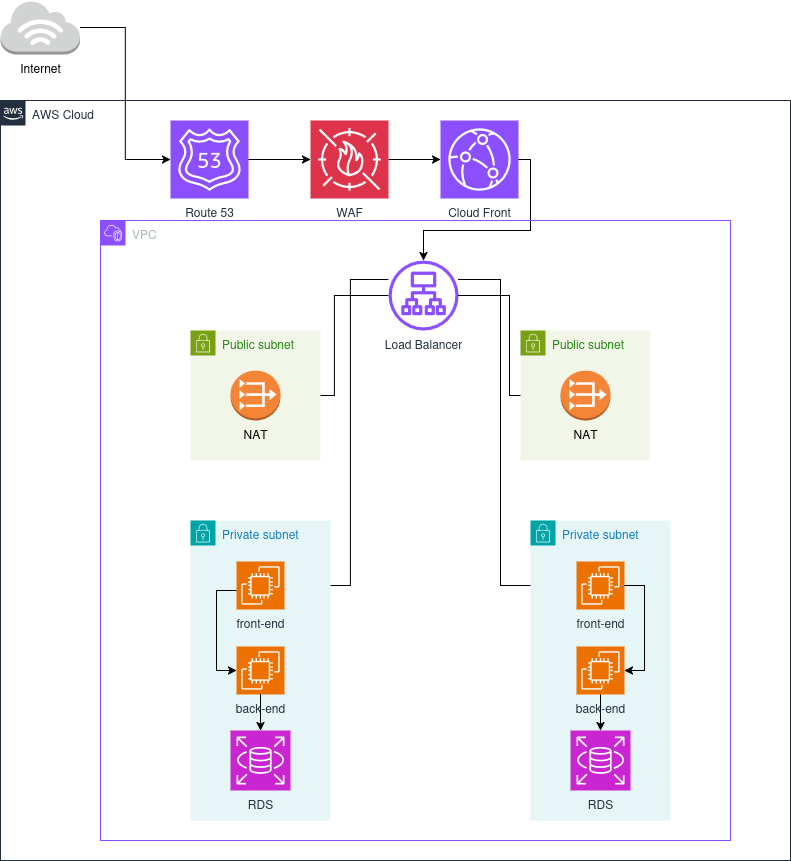 Internet
aws
AWS Cloud
53
Route 53
WAF
Cloud Front
VPC
Load Balancer
Public subnet
Public subnet
NAT
NAT
Private subnet
Private subnet
front-end
front-end
back-end
back-end
RDS
RDS